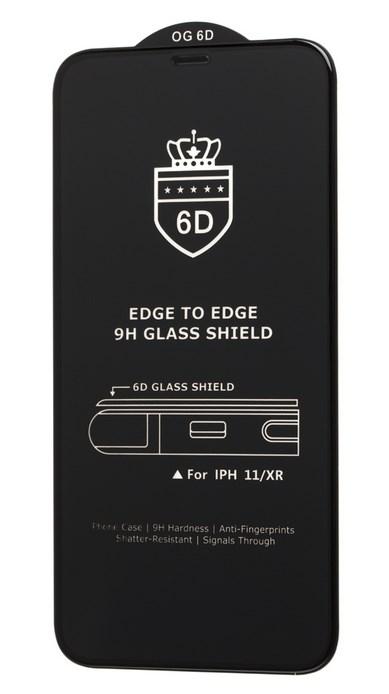 OG 6D
6D
EDGE TO EDGE
9H GLASS SHIELD
6D GLASS SHIELD
▲ For IPH 11/XR
Phone Case | 9H Hardness | Anti-Fingerprints
Shatter-Resistant | Signals Through